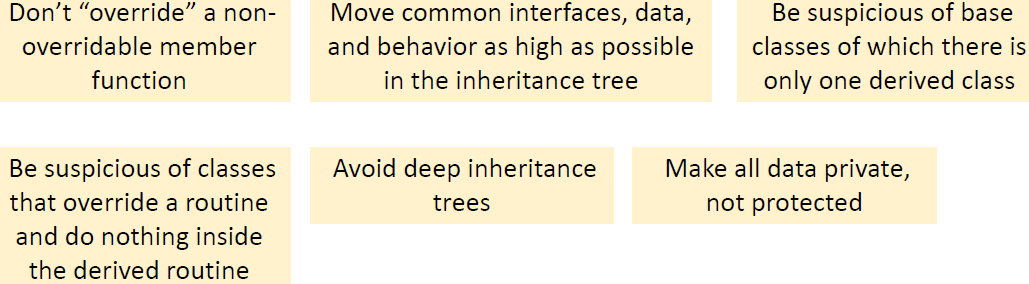 Don’t “override” a non-
overridable member
function
Move common interfaces, data,
and behavior as high as possible
in the inheritance tree
Be suspicious of base
classes of which there is
only one derived class
Be suspicious of classes
that override a routine
and do nothing inside
the derived routine
Avoid deep inheritance
trees
Make all data private,
not protected